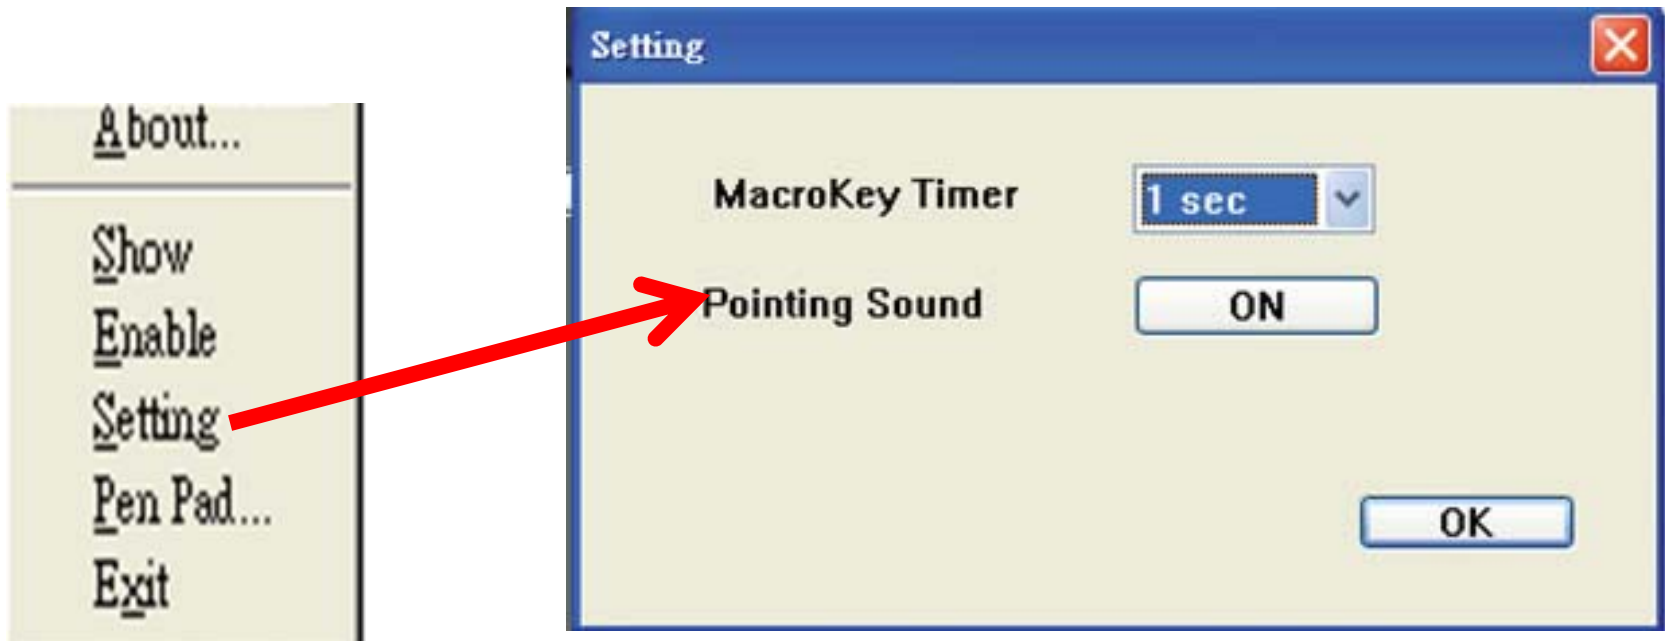 About...
Show
Enable
Setting
Pen Pad...
Exit
Setting
MacroKey Timer
1 sec
Pointing Sound
ON
OK